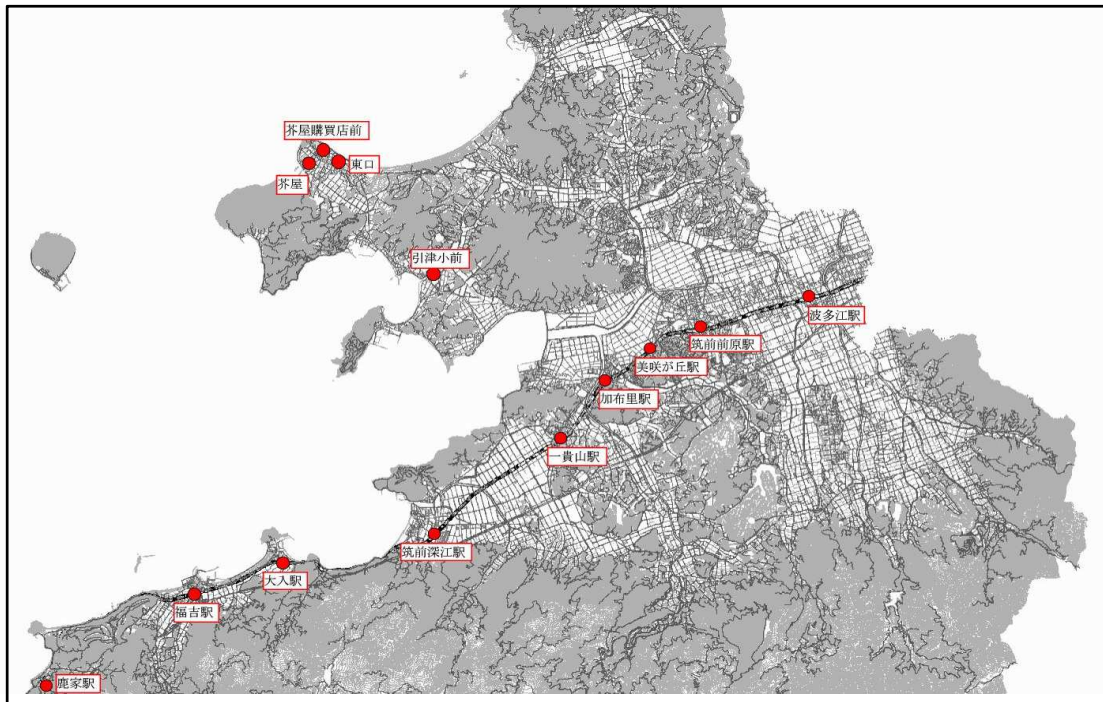 芥屋購買店前
東口
芥屋
引津小前
波多江駅
筑前前原駅
美咲が丘駅
加布里駅
一貴山駅
筑前深江駅
大入駅
福吉駅
鹿家駅